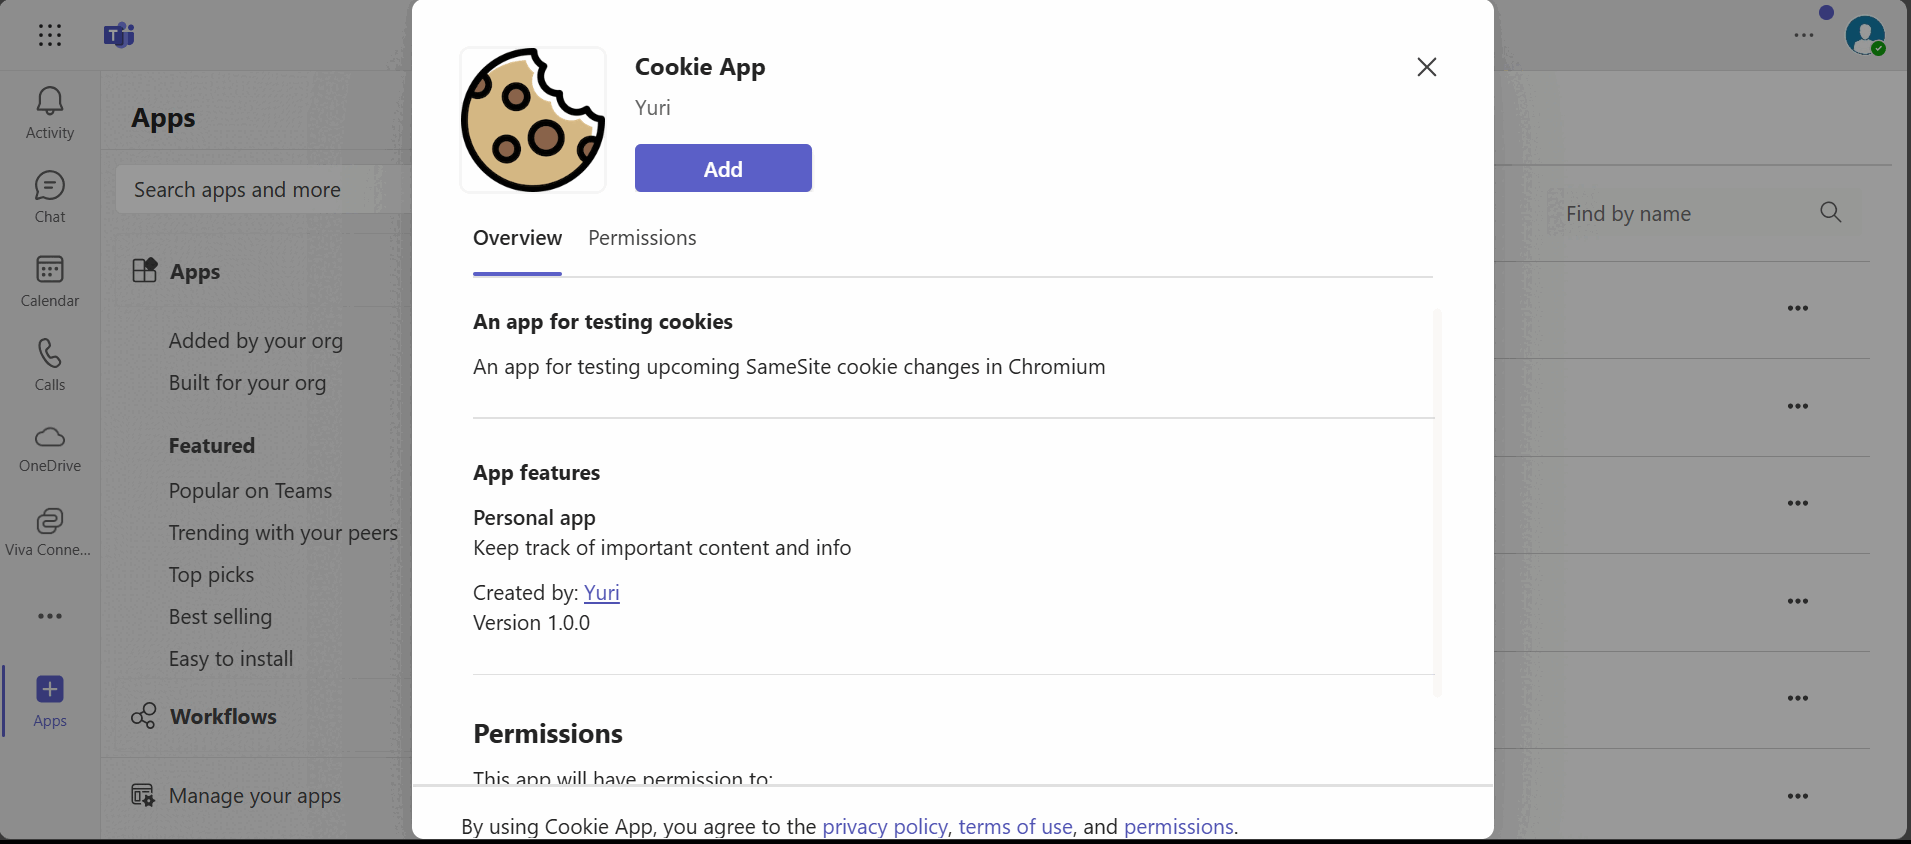 Activity
Chat
Calendar
Calls
OneDrive
Viva Conne...
Apps
Apps
Search apps and more
Apps
Added by your org
Built for your org
Featured
Popular on Teams
Trending with your peers
Top picks
Best selling
Easy to install
Workflows
Manage your apps
Cookie App
Yuri
Add
Overview Permissions
An app for testing cookies
An app for testing upcoming SameSite cookie changes in Chromium
App features
Personal app
Keep track of important content and info
Created by: Yuri
Version 1.0.0
Permissions
This app will have permission to:
By using Cookie App, you agree to the privacy policy, terms of use, and permissions.
Find by name